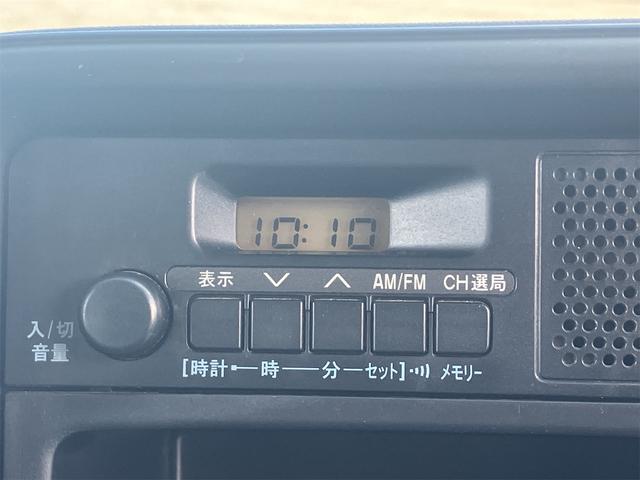 10:10
表示 ∨ ∧ AM/FM CH選局
入/切
音量
[時計 時 分 セット] メモリー